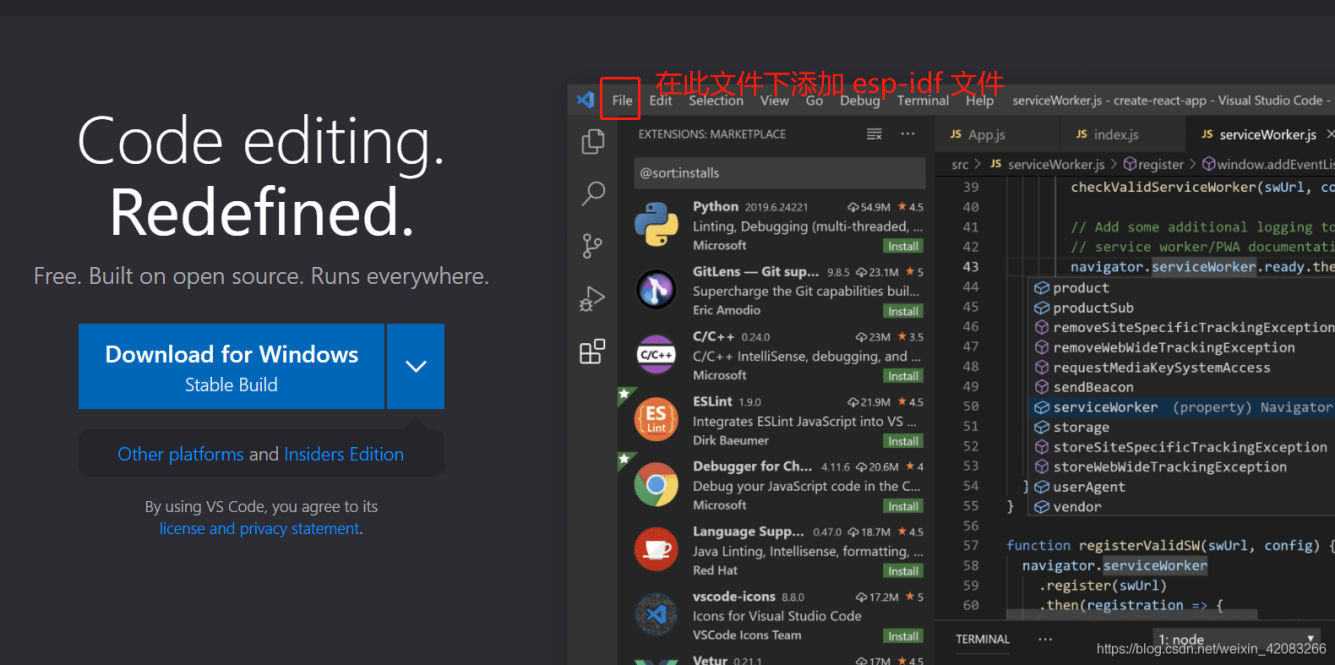 Code editing.
Redefined.
Free. Built on open source. Runs everywhere.
Download for Windows
Stable Build
Other platforms and Insiders Edition
By using VS Code, you agree to its
license and privacy statement.
在此文件下添加 esp-idf 文件
File Edit Selection View Go Debug Terminal Help serviceWorker.js - create-react-app - Visual Studio Code -
EXTENSIONS: MARKETPLACE
@sort:installs
Python 2019.6.24221 54.9M ★ 4.5
Linting, Debugging (multi-threaded, ...
Microsoft Install
GitLens — Git sup... 9.8.5 23.1M ★ 5
Supercharge the Git capabilities buil...
Eric Amodio Install
C/C++
C/C++ 0.24.0 23M ★ 3.5
C/C++ IntelliSense, debugging, and ...
Microsoft Install
ES
Lint
ESLint 1.9.0 21.9M ★ 4.5
Integrates ESLint JavaScript into VS ...
Dirk Baeumer Install
Debugger for Ch... 4.11.6 20.6M ★ 4
Debug your JavaScript code in the C...
Microsoft Install
Language Supp... 0.47.0 18.7M ★ 4.5
Java Linting, Intellisense, formatting, ...
Red Hat Install
vscode-icons 8.8.0 17.2M ★ 5
Icons for Visual Studio Code
VSCode Icons Team Install
Vetur 0.21.1 17M ★ 4.5
JS App.js JS index.js JS serviceWorker.js
src > JS serviceWorker.js > register > window.addEventLi
39 checkValidServiceWorker(swUrl, co
40
41 // Add some additional logging to
42 // service worker/PWA documentati
43 navigator.serviceWorker.ready.the
44 product
45 productSub
46 removeSiteSpecificTrackingException
47 removeWebWideTrackingException
48 requestMediaKeySystemAccess
49 sendBeacon
50 serviceWorker (property) Navigator
51 storage
52 storeSiteSpecificTrackingException
53 storeWebWideTrackingException
54 } userAgent
55 } vendor
56
57 function registerValidSW(swUrl, config) {
58 navigator.serviceWorker
59 .register(swUrl)
60 .then(registration => {
TERMINAL ... 1: node
https://blog.csdn.net/weixin_42083266